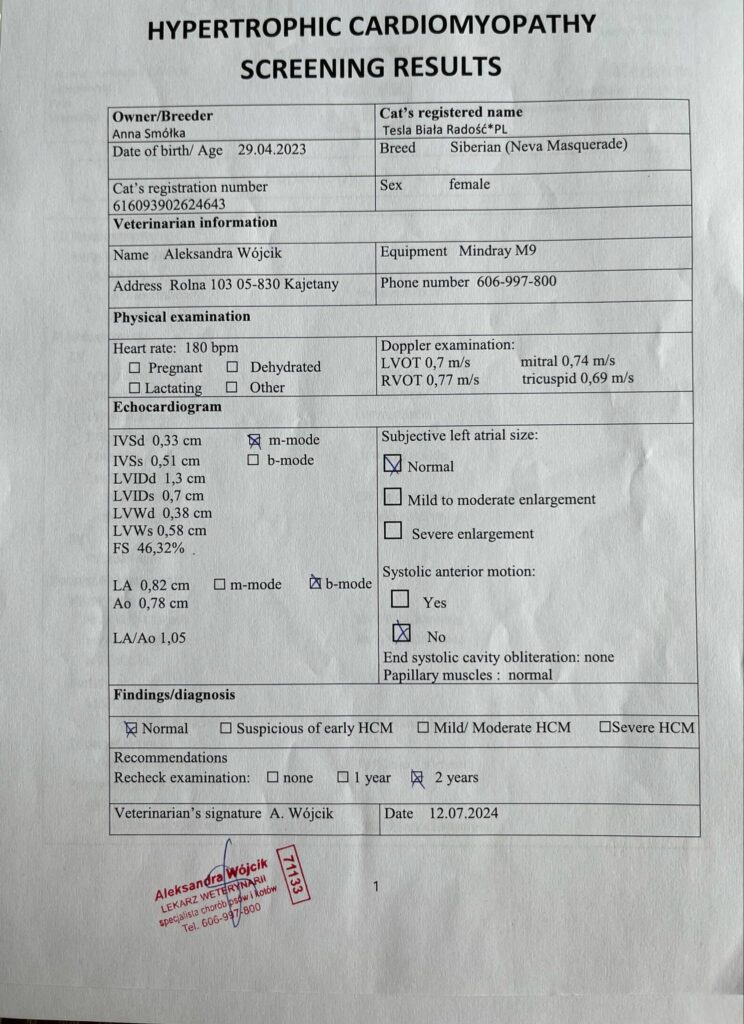 HYPERTROPHIC CARDIOMYOPATHY
SCREENING RESULTS
Owner/Breeder
Anna Smółka
Cat's registered name
Tesla Biała Radość*PL
Date of birth/ Age 29.04.2023
Breed Siberian (Neva Masquerade)
Cat's registration number
616093902624643
Sex female
Veterinarian information
Name Aleksandra Wójcik
Equipment Mindray M9
Address Rolna 103 05-830 Kajetany
Phone number 606-997-800
Physical examination
Heart rate: 180 bpm
☐ Pregnant ☐ Dehydrated
☐ Lactating ☐ Other
Doppler examination:
LVOT 0,7 m/s mitral 0,74 m/s
RVOT 0,77 m/s tricuspid 0,69 m/s
Echocardiogram
IVSd 0,33 cm ☒ m-mode
IVSs 0,51 cm ☐ b-mode
LVIDd 1,3 cm
LVIDs 0,7 cm
LVWd 0,38 cm
LVWs 0,58 cm
FS 46,32% .
LA 0,82 cm ☐ m-mode ☒ b-mode
Ao 0,78 cm
LA/Ao 1,05
Subjective left atrial size:
☒ Normal
☐ Mild to moderate enlargement
☐ Severe enlargement
Systolic anterior motion:
☐ Yes
☒ No
End systolic cavity obliteration: none
Papillary muscles : normal
Findings/diagnosis
☒ Normal ☐ Suspicious of early HCM ☐ Mild/ Moderate HCM ☐Severe HCM
Recommendations
Recheck examination: ☐ none ☐ 1 year ☒ 2 years
Veterinarian's signature A. Wójcik
Date 12.07.2024
Aleksandra Wójcik
LEKARZ WETERYNARII
specjalista chorób psów i kotów
Tel. 606-997-800
71133
1